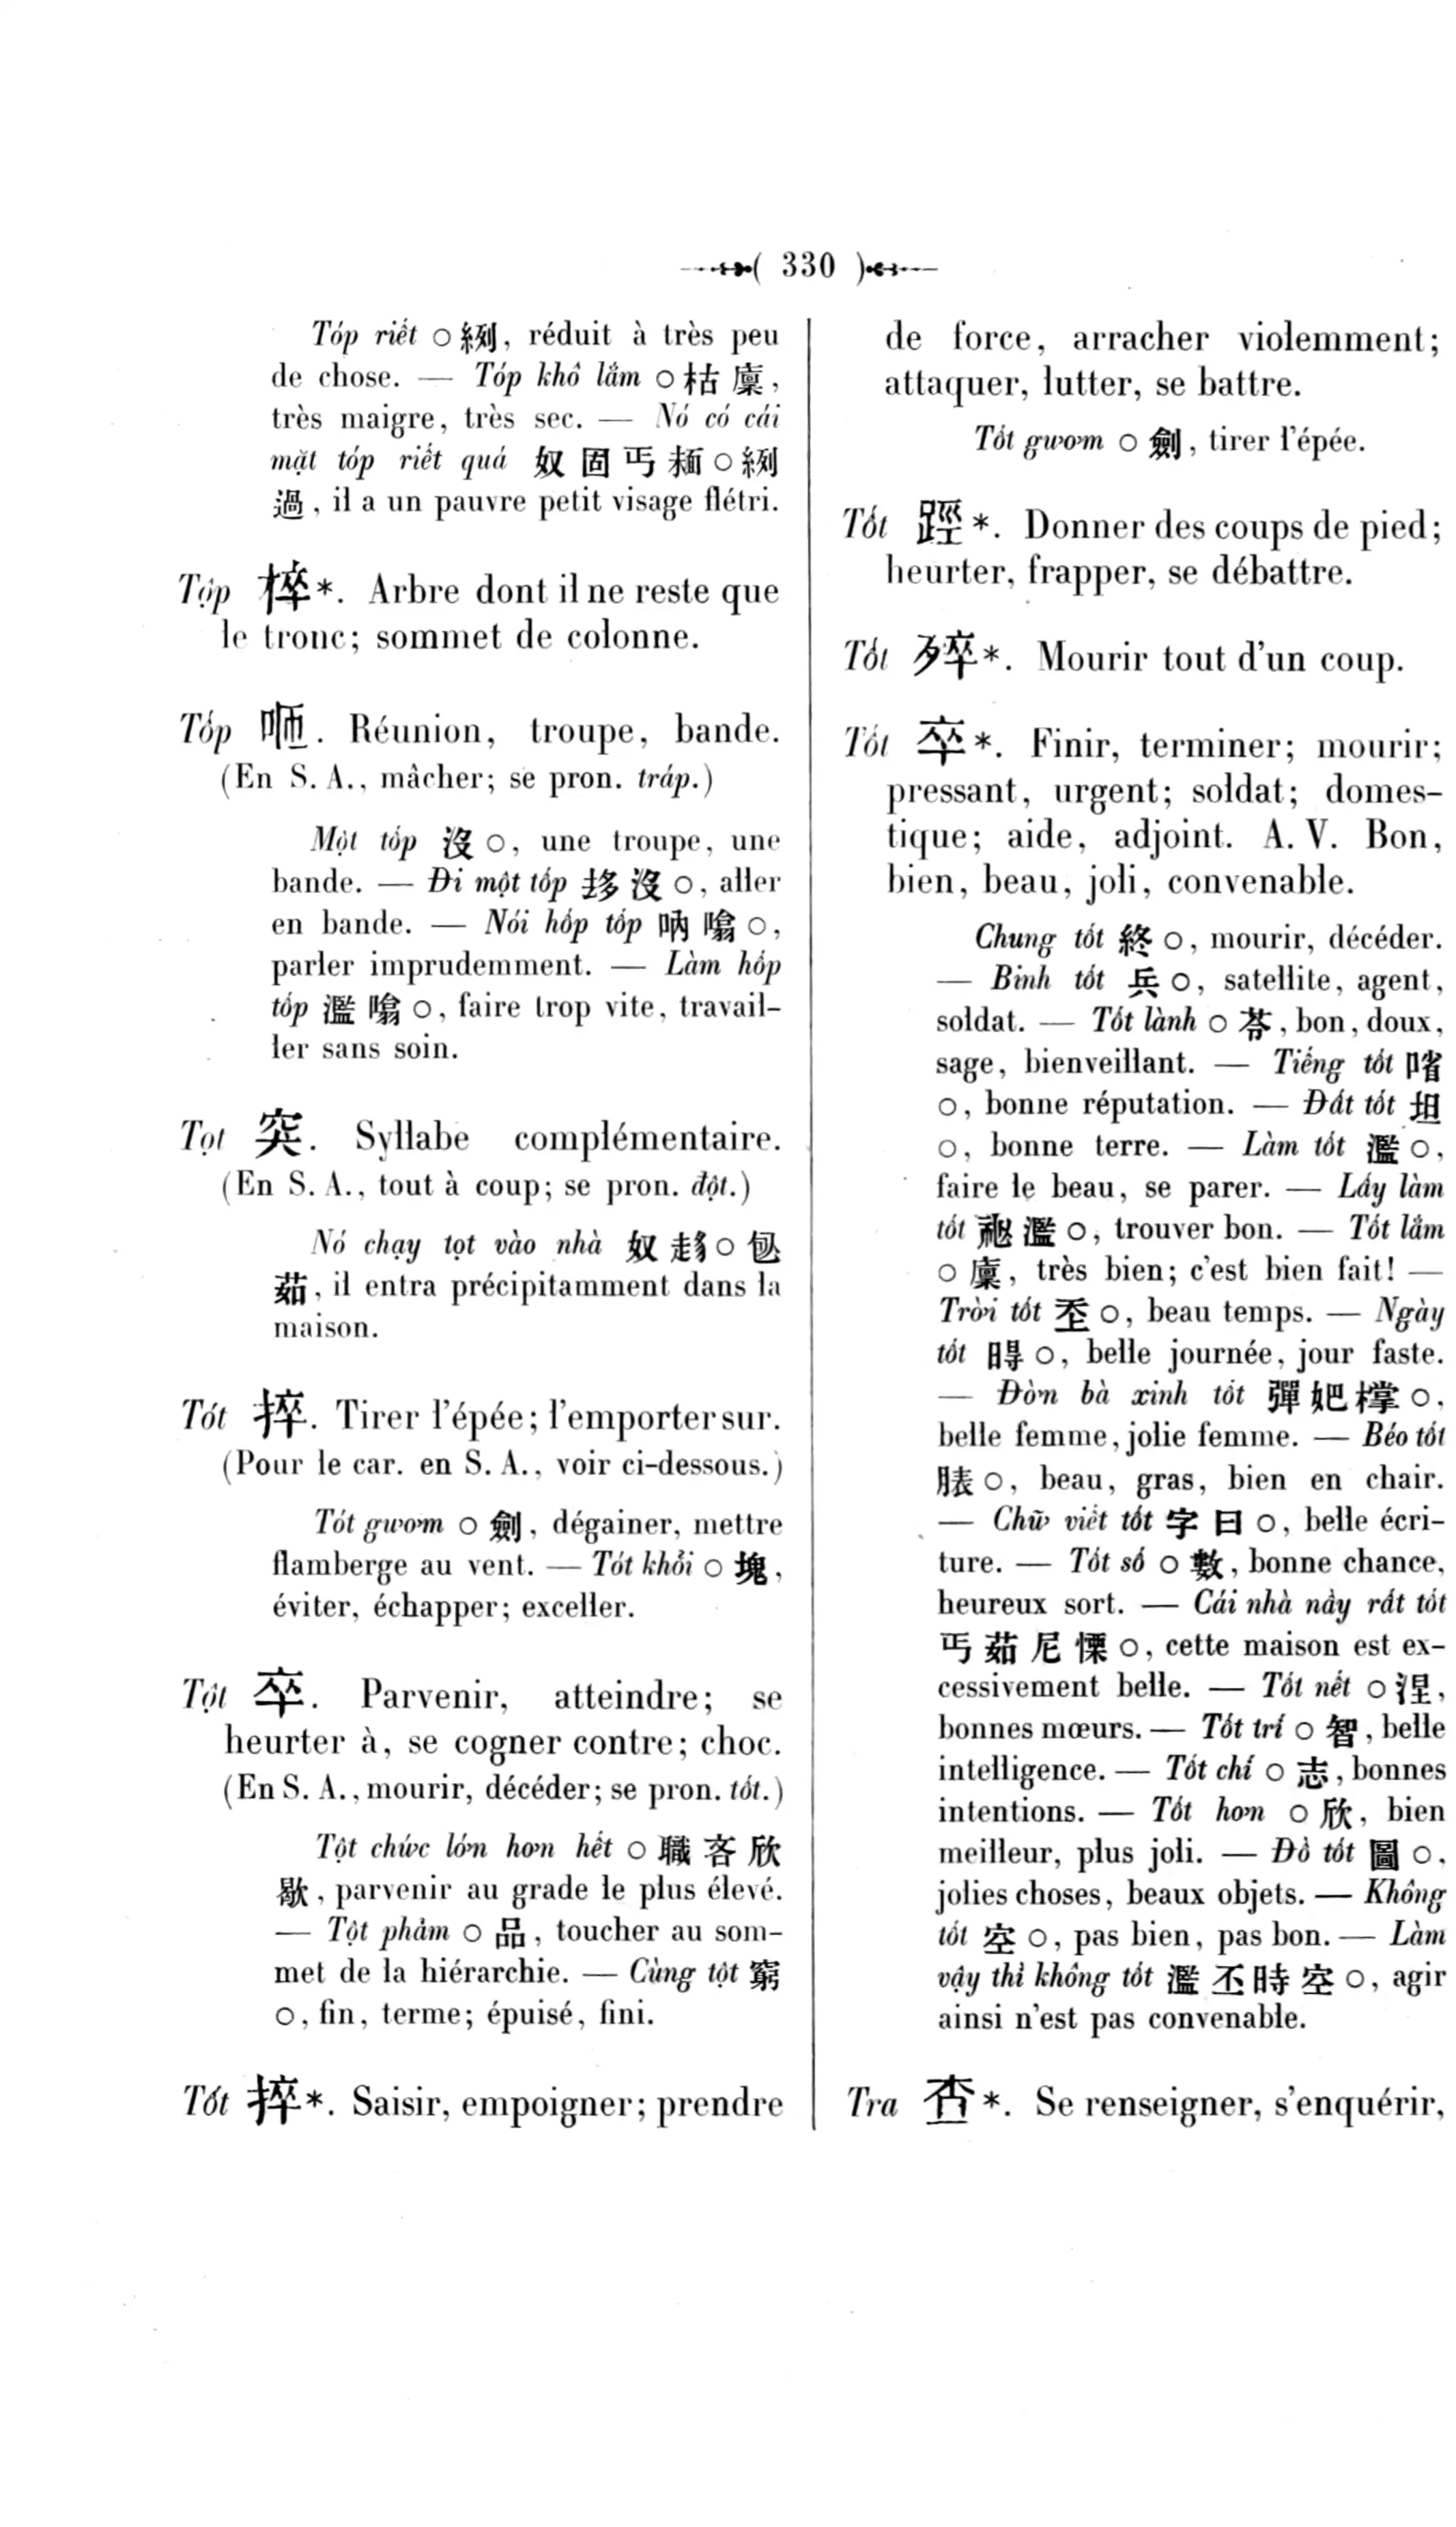 ( 330 )
Tóp riết ○ 綟, réduit à très peu
de chose. — Tóp khô lắm ○ 枯廩,
très maigre, très sec. — Nó có cái
mặt tóp riết quá 奴固丐𩈘○
過, il a un pauvre petit visage flétri.
Tọp 椊*. Arbre dont il ne reste que
le tronc; sommet de colonne.
Tốp 咂. Réunion, troupe, bande.
(En S. A., mâcher; se pron. tráp.)
Một tốp 沒○, une troupe, une
bande. — Đi một tốp 𠫾沒○, aller
en bande. — Nói hốp tốp 吶噏○,
parler imprudemment. — Làm hốp
tốp 濫噏○, faire trop vite, travail-
ler sans soin.
Tọt 突. Syllabe complémentaire.
(En S. A., tout à coup; se pron. đột.)
Nó chạy tọt vào nhà 奴趍○𠓨
茹, il entra précipitamment dans la
maison.
Tót 捽. Tirer l'épée; l'emporter sur.
(Pour le car. en S. A., voir ci-dessous.)
Tót gươm ○劍, dégainer, mettre
flamberge au vent. — Tót khỏi ○塊,
éviter, échapper; exceller.
Tột 卒. Parvenir, atteindre; se
heurter à, se cogner contre; choc.
(En S. A., mourir, décéder; se pron. tốt.)
Tột chức lớn hơn hết ○職吝欣
歇, parvenir au grade le plus élevé.
— Tột phẩm ○品, toucher au som-
met de la hiérarchie. — Cùng tột 窮
○, fin, terme; épuisé, fini.
Tốt 捽*. Saisir, empoigner; prendre
de force, arracher violemment;
attaquer, lutter, se battre.
Tốt gươm ○劍, tirer l'épée.
Tốt 踁*. Donner des coups de pied;
heurter, frapper, se débattre.
Tốt 殚*. Mourir tout d'un coup.
Tốt 卒*. Finir, terminer; mourir;
pressant, urgent; soldat; domes-
tique; aide, adjoint. A. V. Bon,
bien, beau, joli, convenable.
Chung tốt 終○, mourir, décéder.
— Binh tốt 兵○, satellite, agent,
soldat. — Tốt lành ○苓, bon, doux,
sage, bienveillant. — Tiếng tốt 㗂
○, bonne réputation. — Đất tốt 坦
○, bonne terre. — Làm tốt 濫○,
faire le beau, se parer. — Lấy làm
tốt 𥙩濫○, trouver bon. — Tốt lắm
○廩, très bien; c'est bien fait! —
Trời tốt 𡗶○, beau temps. — Ngày
tốt 㝵○, belle journée, jour faste.
— Đờn bà xinh tốt 彈妑樘○,
belle femme, jolie femme. — Béo tốt
脿○, beau, gras, bien en chair.
— Chữ viết tốt 字曰○, belle écri-
ture. — Tốt số ○數, bonne chance,
heureux sort. — Cái nhà nầy rất tốt
丐茹尼慄○, cette maison est ex-
cessivement belle. — Tốt nết ○涅,
bonnes mœurs. — Tốt trí ○智, belle
intelligence. — Tốt chí ○志, bonnes
intentions. — Tốt hơn ○欣, bien
meilleur, plus joli. — Đồ tốt 圖○,
jolies choses, beaux objets. — Không
tốt 空○, pas bien, pas bon. — Làm
vậy thì không tốt 濫丕時空○, agir
ainsi n'est pas convenable.
Tra 查*. Se renseigner, s'enquérir,